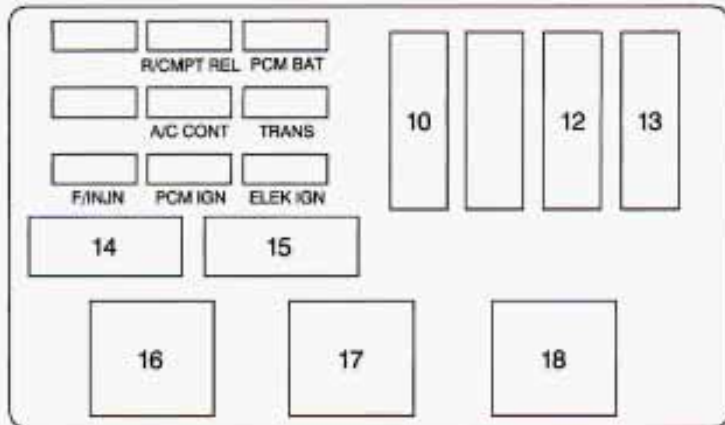 R/CMPT REL PCM BAT
A/C CONT TRANS
F/INJN PCM IGN ELEK IGN
10 12 13
14 15
16 17 18